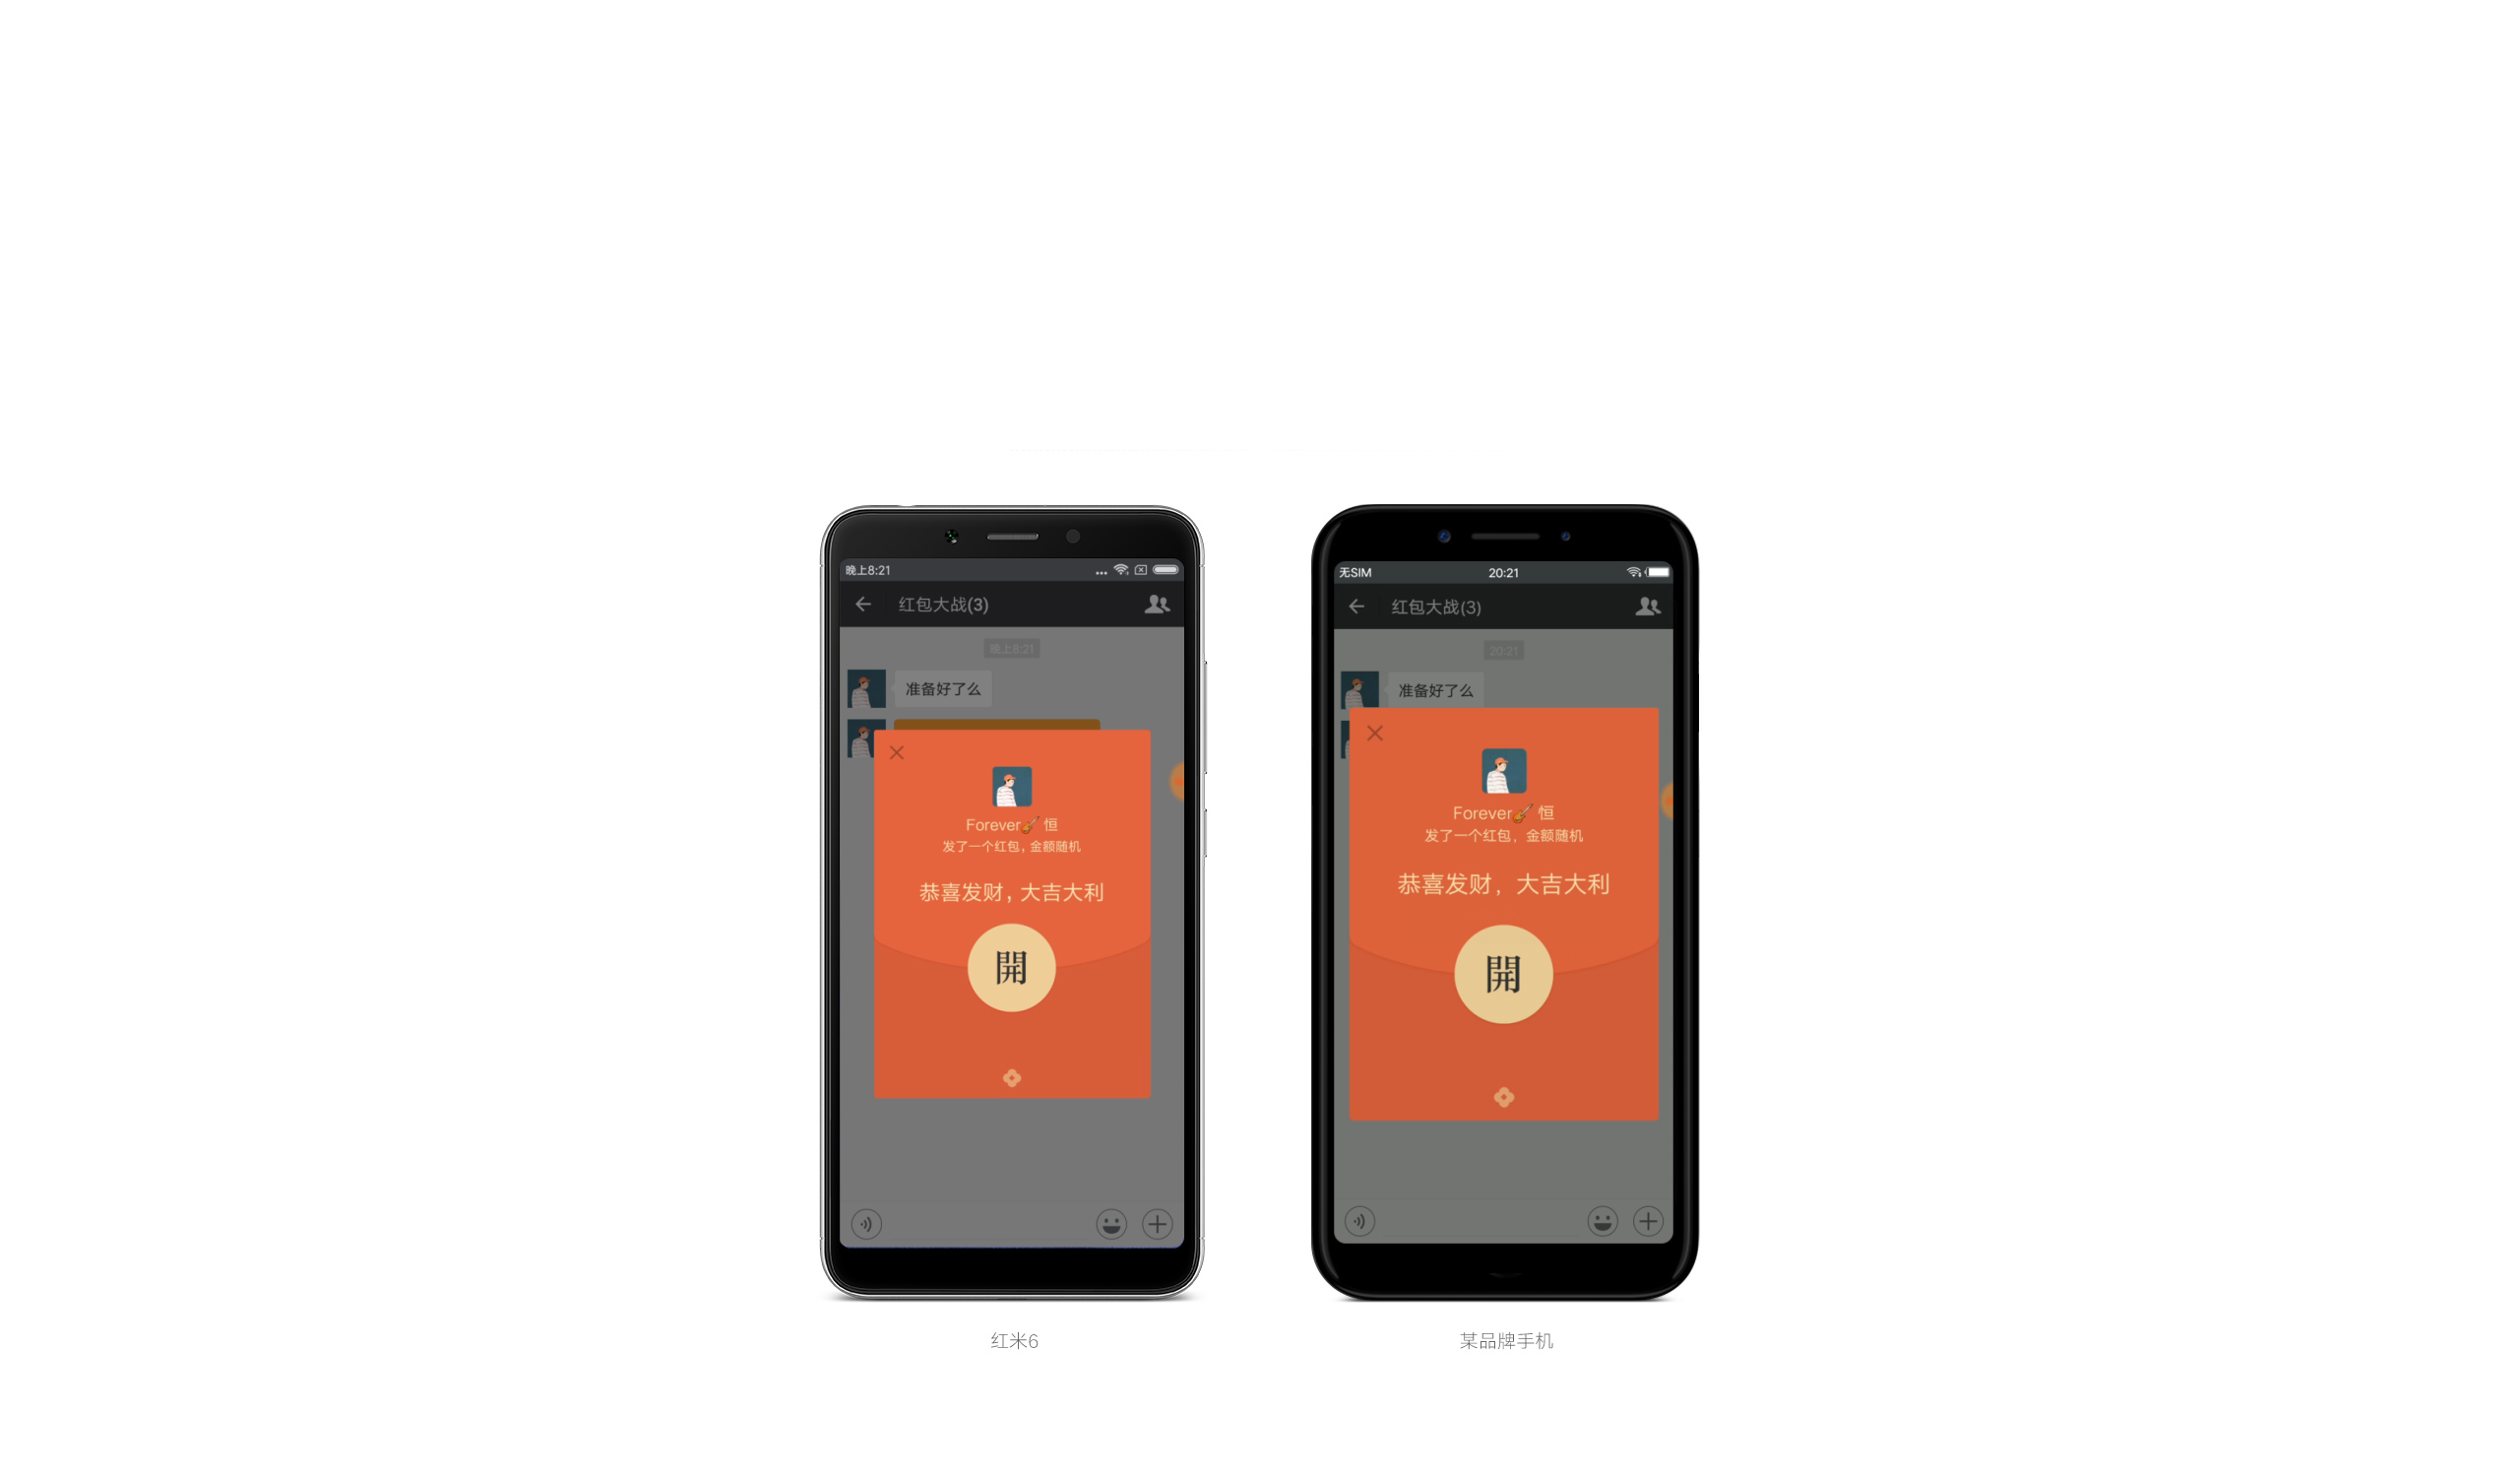 晚上8:21
红包大战(3)
晚上8:21
准备好了么
Forever🎸 恒
发了一个红包，金额随机
恭喜发财，大吉大利
開
红米6
无SIM
20:21
红包大战(3)
20:21
准备好了么
Forever🎸 恒
发了一个红包，金额随机
恭喜发财，大吉大利
開
某品牌手机